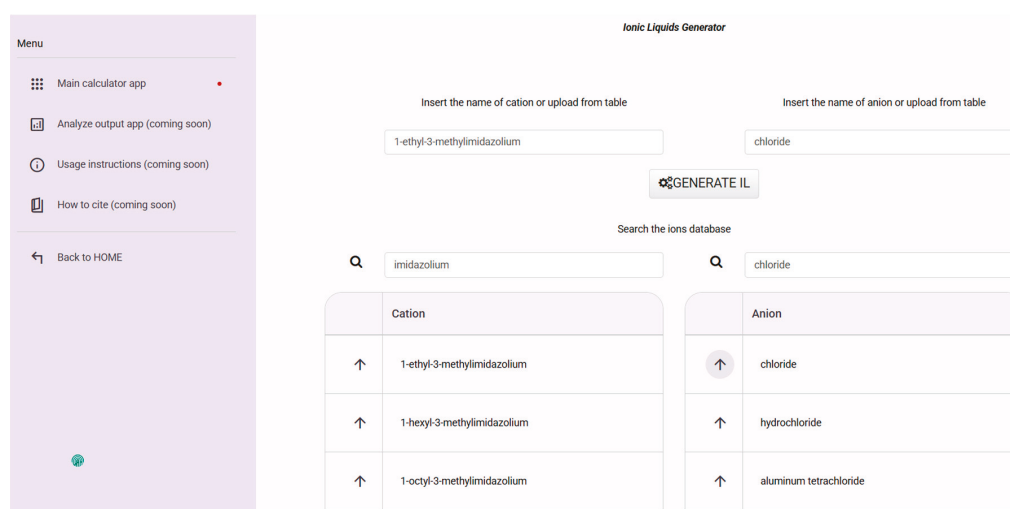 Menu
Main calculator app
Analyze output app (coming soon)
Usage instructions (coming soon)
How to cite (coming soon)
Back to HOME
Ionic Liquids Generator
Insert the name of cation or upload from table
Insert the name of anion or upload from table
1-ethyl-3-methylimidazolium
chloride
GENERATE IL
Search the ions database
imidazolium
chloride
Cation
Anion
1-ethyl-3-methylimidazolium
chloride
1-hexyl-3-methylimidazolium
hydrochloride
1-octyl-3-methylimidazolium
aluminum tetrachloride